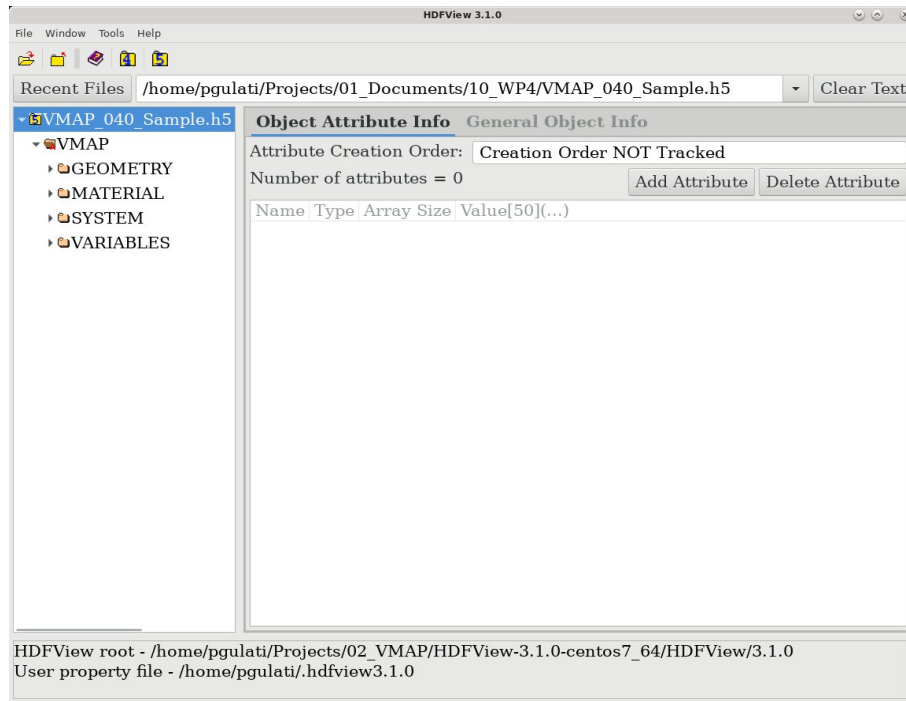 HDFView 3.1.0
File Window Tools Help
4 5
Recent Files /home/pgulati/Projects/01_Documents/10_WP4/VMAP_040_Sample.h5 Clear Text
5 VMAP_040_Sample.h5
VMAP
GEOMETRY
MATERIAL
SYSTEM
VARIABLES
Object Attribute Info General Object Info
Attribute Creation Order: Creation Order NOT Tracked
Number of attributes = 0 Add Attribute Delete Attribute
Name Type Array Size Value[50](...)
HDFView root - /home/pgulati/Projects/02_VMAP/HDFView-3.1.0-centos7_64/HDFView/3.1.0
User property file - /home/pgulati/.hdfview3.1.0